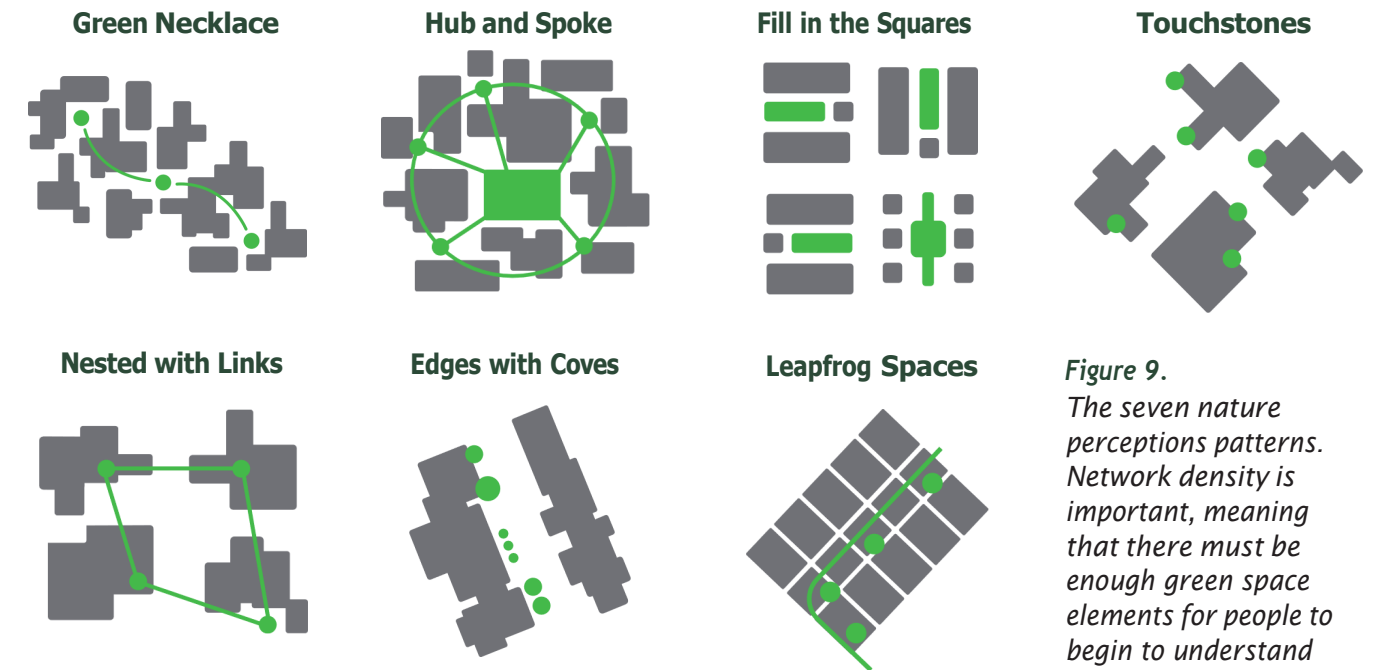 Green Necklace
Hub and Spoke
Fill in the Squares
Touchstones
Nested with Links
Edges with Coves
Leapfrog Spaces
Figure 9.
The seven nature
perceptions patterns.
Network density is
important, meaning
that there must be
enough green space
elements for people to
begin to understand